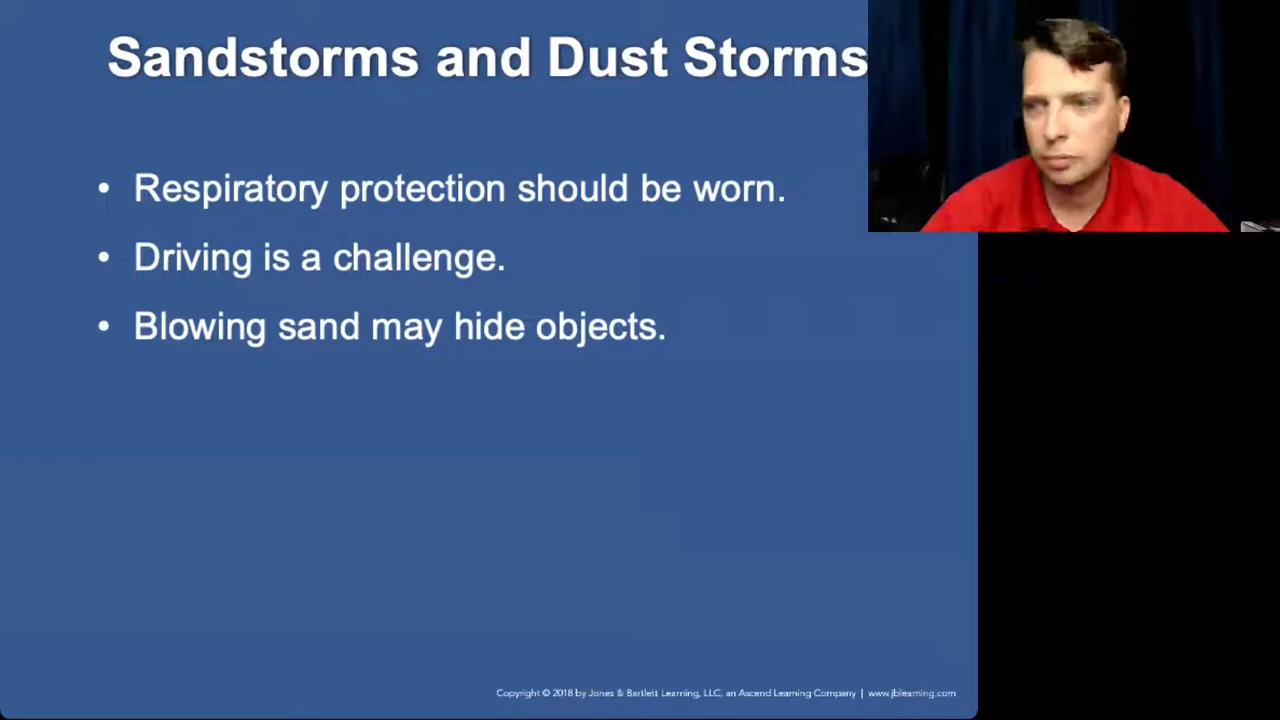 Sandstorms and Dust Storms
• Respiratory protection should be worn.
• Driving is a challenge.
• Blowing sand may hide objects.
Copyright © 2018 by Jones & Bartlett Learning, LLC, an Ascend Learning Company | www.jblearning.com